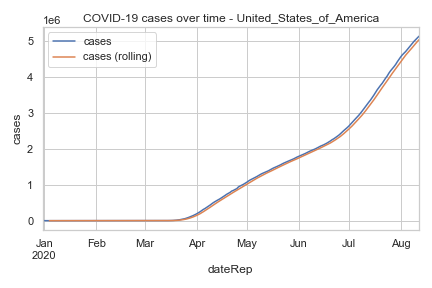 COVID-19 cases over time - United_States_of_America
1e6
cases
cases (rolling)
5
4
3
2
1
0
cases
Jan
2020
Feb
Mar
Apr
May
Jun
Jul
Aug
dateRep